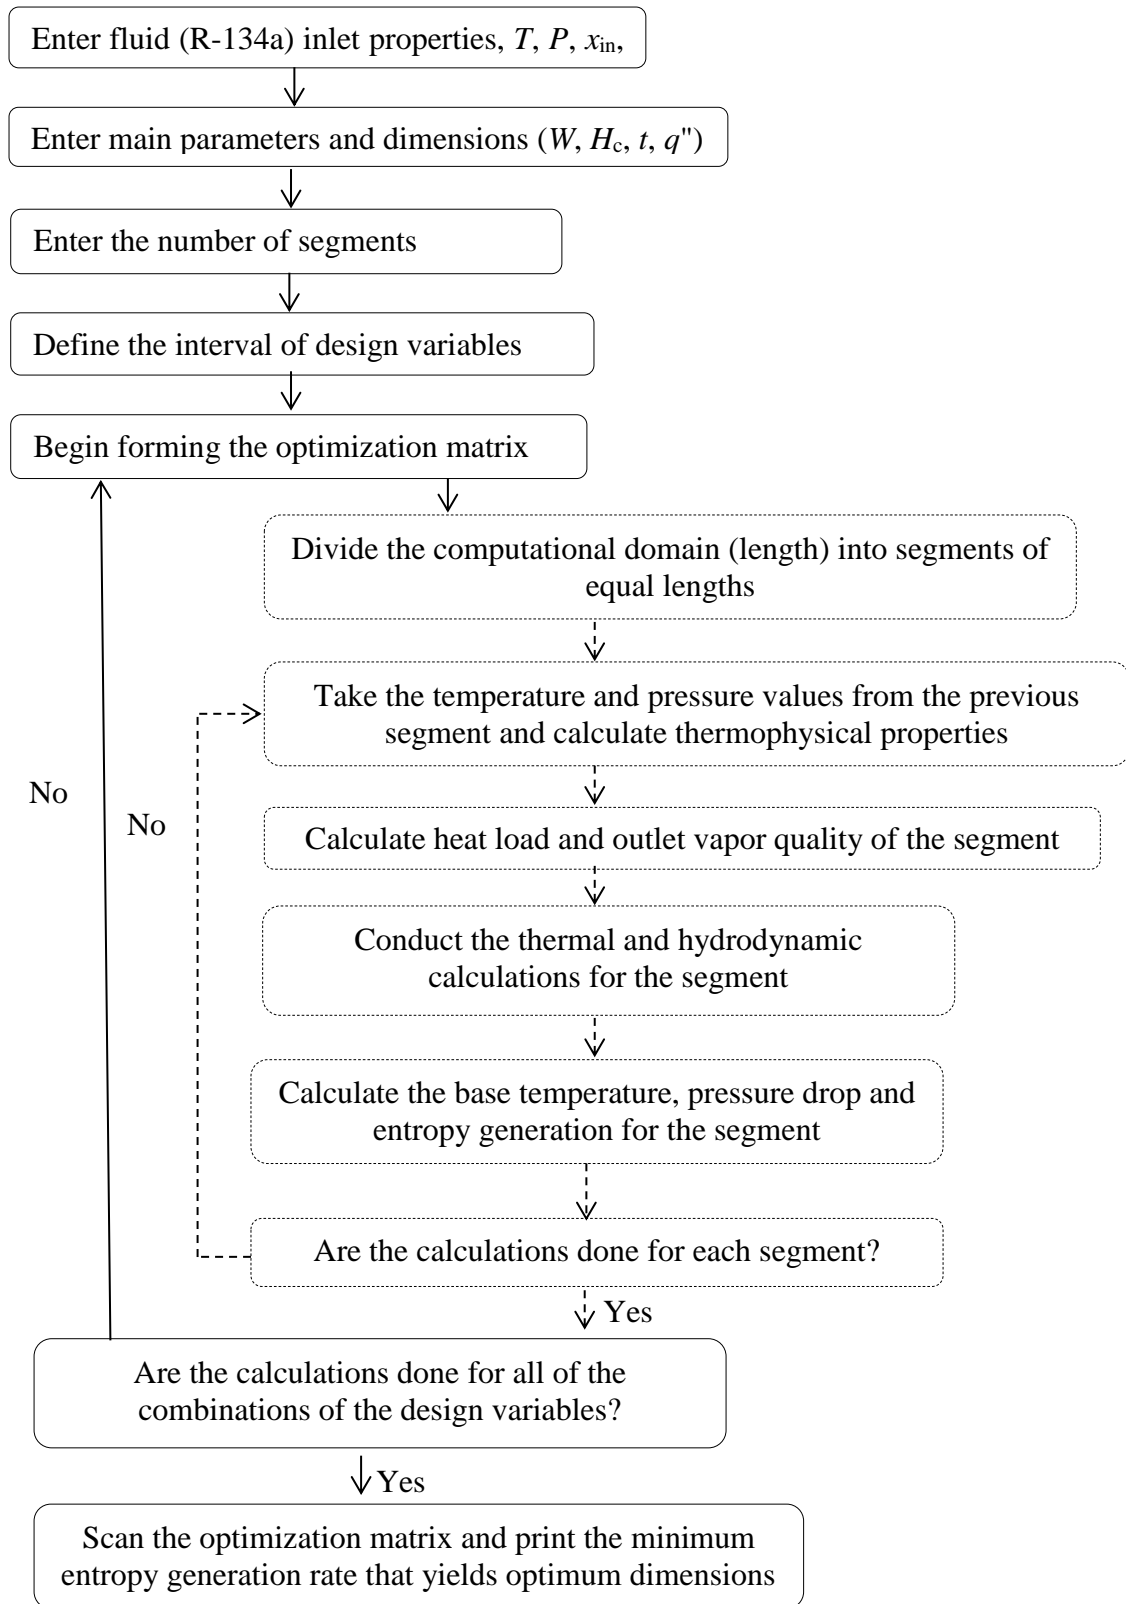 Enter fluid (R-134a) inlet properties, T, P, xin,
Enter main parameters and dimensions (W, Hc, t, q")
Enter the number of segments
Define the interval of design variables
Begin forming the optimization matrix
Divide the computational domain (length) into segments of
equal lengths
Take the temperature and pressure values from the previous
segment and calculate thermophysical properties
No
No
Calculate heat load and outlet vapor quality of the segment
Conduct the thermal and hydrodynamic
calculations for the segment
Calculate the base temperature, pressure drop and
entropy generation for the segment
Are the calculations done for each segment?
Yes
Are the calculations done for all of the
combinations of the design variables?
Yes
Scan the optimization matrix and print the minimum
entropy generation rate that yields optimum dimensions